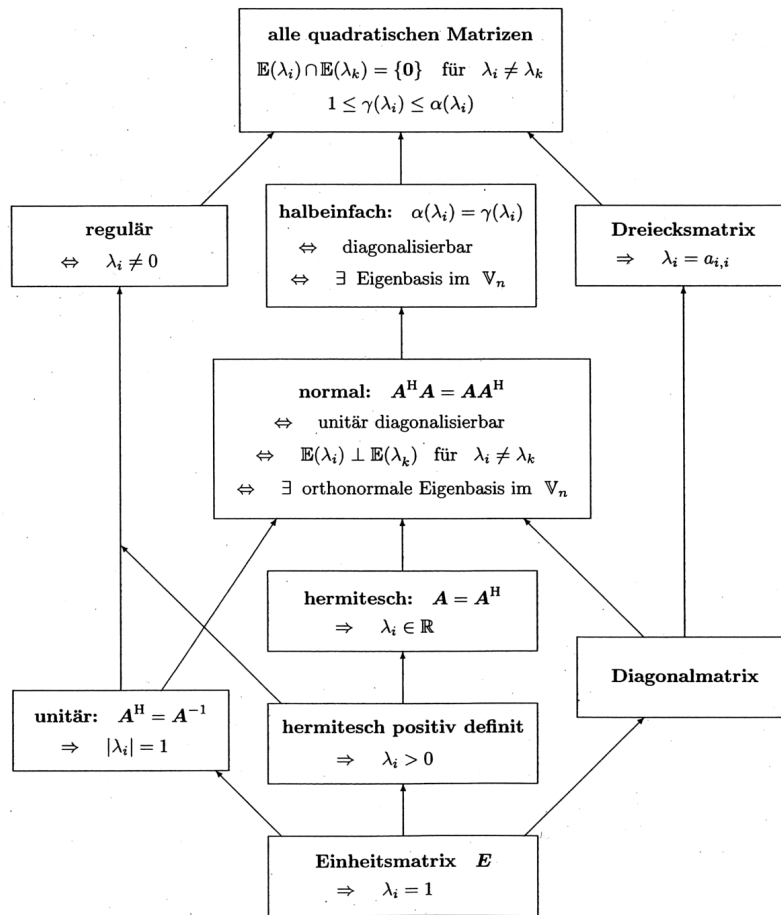 alle quadratischen Matrizen
𝔼(λᵢ) ∩ 𝔼(λₖ) = {𝟎} für λᵢ ≠ λₖ
1 ≤ γ(λᵢ) ≤ α(λᵢ)
regulär
⇔ λᵢ ≠ 0
halbeinfach: α(λᵢ) = γ(λᵢ)
⇔ diagonalisierbar
⇔ ∃ Eigenbasis im 𝕍ₙ
Dreiecksmatrix
⇒ λᵢ = a_{i,i}
normal: AᴴA = AAᴴ
⇔ unitär diagonalisierbar
⇔ 𝔼(λᵢ) ⊥ 𝔼(λₖ) für λᵢ ≠ λₖ
⇔ ∃ orthonormale Eigenbasis im 𝕍ₙ
hermitesch: A = Aᴴ
⇒ λᵢ ∈ ℝ
Diagonalmatrix
unitär: Aᴴ = A⁻¹
⇒ |λᵢ| = 1
hermitesch positiv definit
⇒ λᵢ > 0
Einheitsmatrix E
⇒ λᵢ = 1